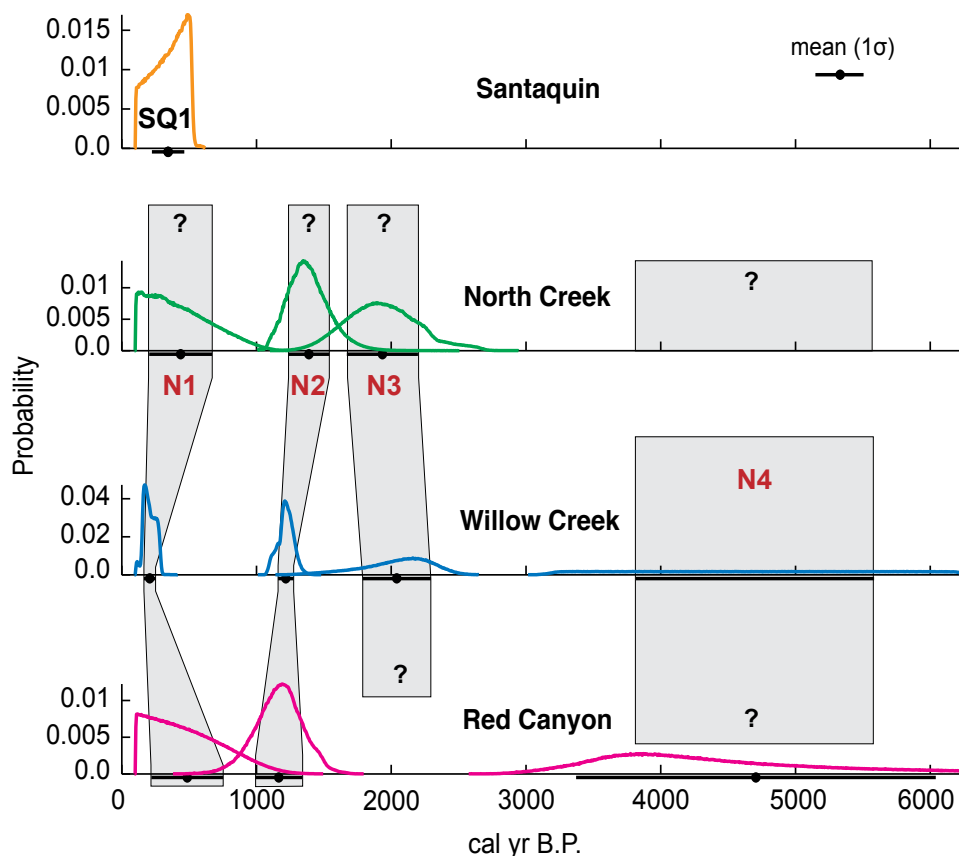 0.015
mean (1σ)
0.010
Santaquin
0.005
SQ1
0.0
? ? ?
?
0.01
North Creek
0.005
0.0
N1 N2 N3
Probability
N4
0.04
Willow Creek
0.02
0.0
?
0.01
Red Canyon
?
0.005
0.0
0 1000 2000 3000 4000 5000 6000
cal yr B.P.